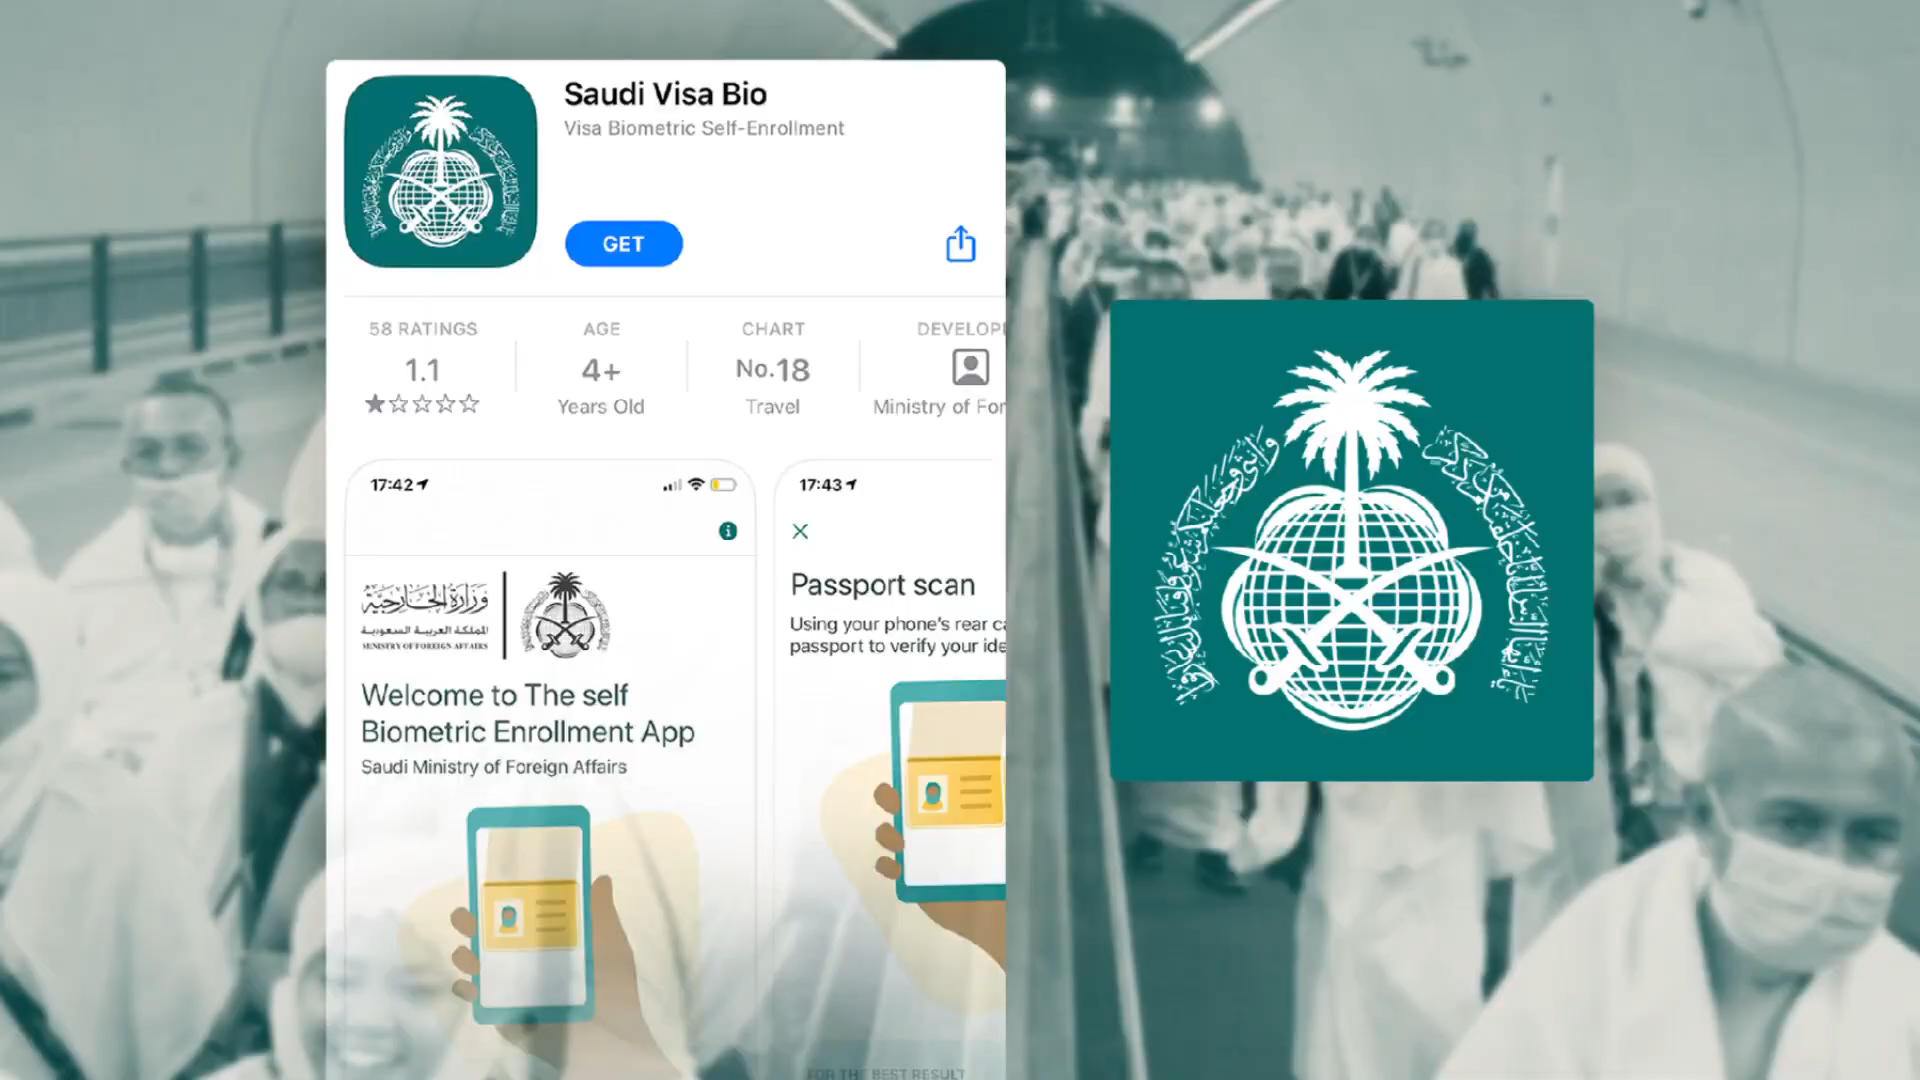 Saudi Visa Bio
Visa Biometric Self-Enrollment
GET
58 RATINGS
1.1
AGE
4+
Years Old
CHART
No.18
Travel
DEVELOP
Ministry of For
17:42
وزارة الخارجية
المملكة العربية السعودية
MINISTRY OF FOREIGN AFFAIRS
Welcome to The self
Biometric Enrollment App
Saudi Ministry of Foreign Affairs
17:43
Passport scan
Using your phone's rear ca
passport to verify your ide
FOR THE BEST RESULT